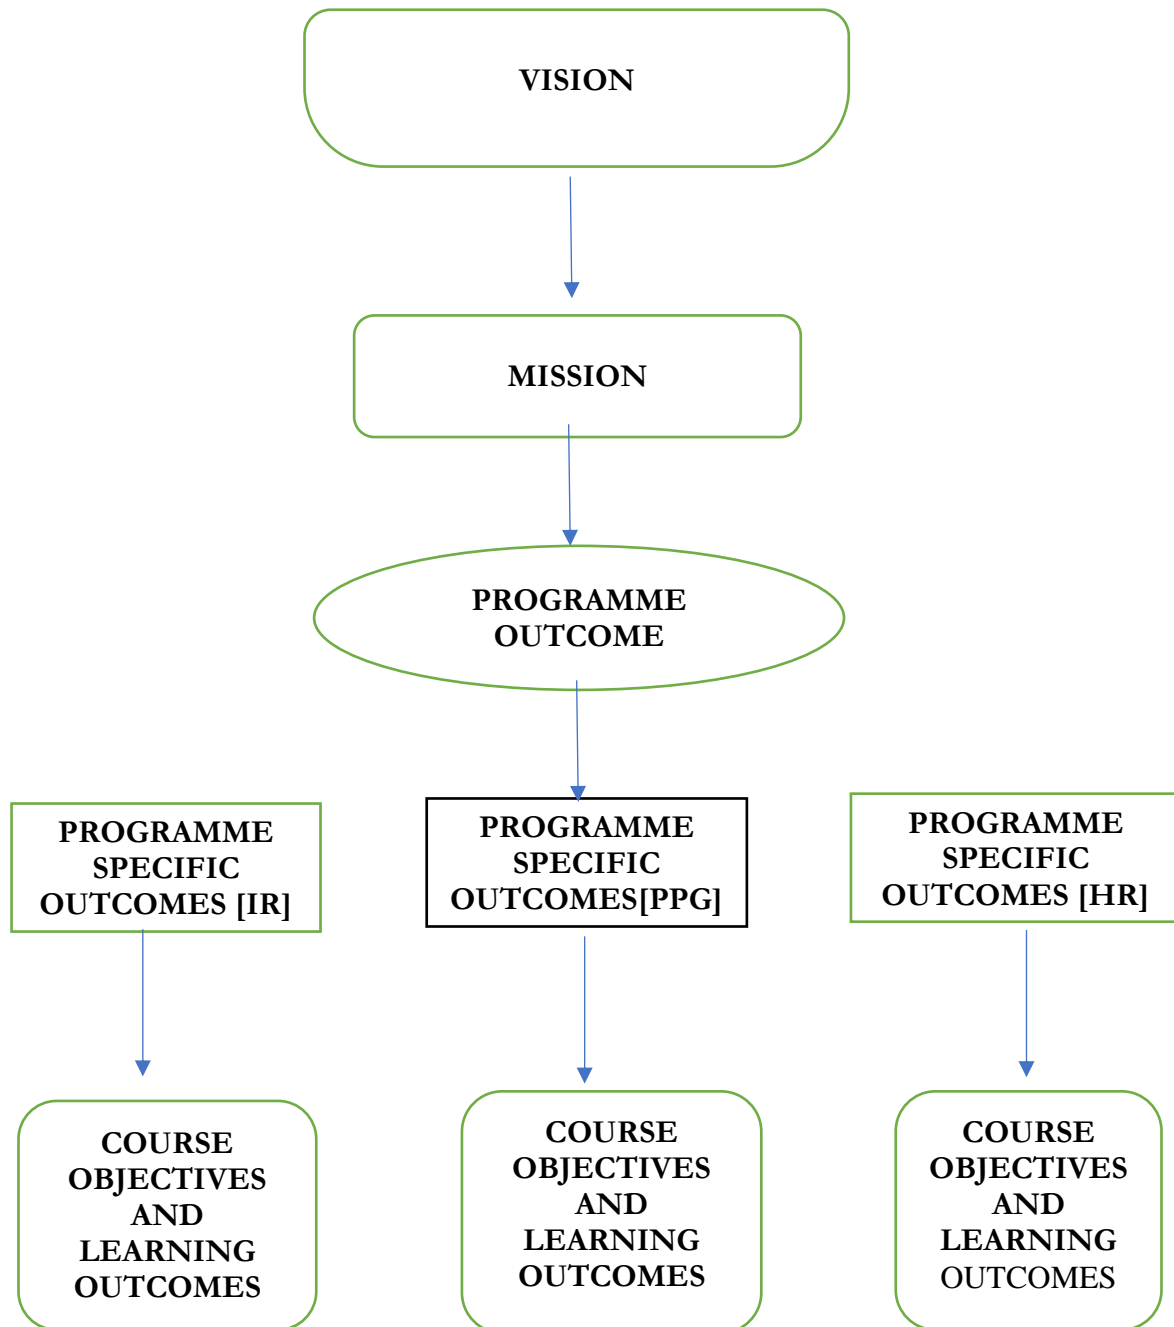 VISION
MISSION
PROGRAMME
OUTCOME
PROGRAMME
SPECIFIC
OUTCOMES [IR]
PROGRAMME
SPECIFIC
OUTCOMES[PPG]
PROGRAMME
SPECIFIC
OUTCOMES [HR]
COURSE
OBJECTIVES
AND
LEARNING
OUTCOMES
COURSE
OBJECTIVES
AND
LEARNING
OUTCOMES
COURSE
OBJECTIVES
AND
LEARNING
OUTCOMES